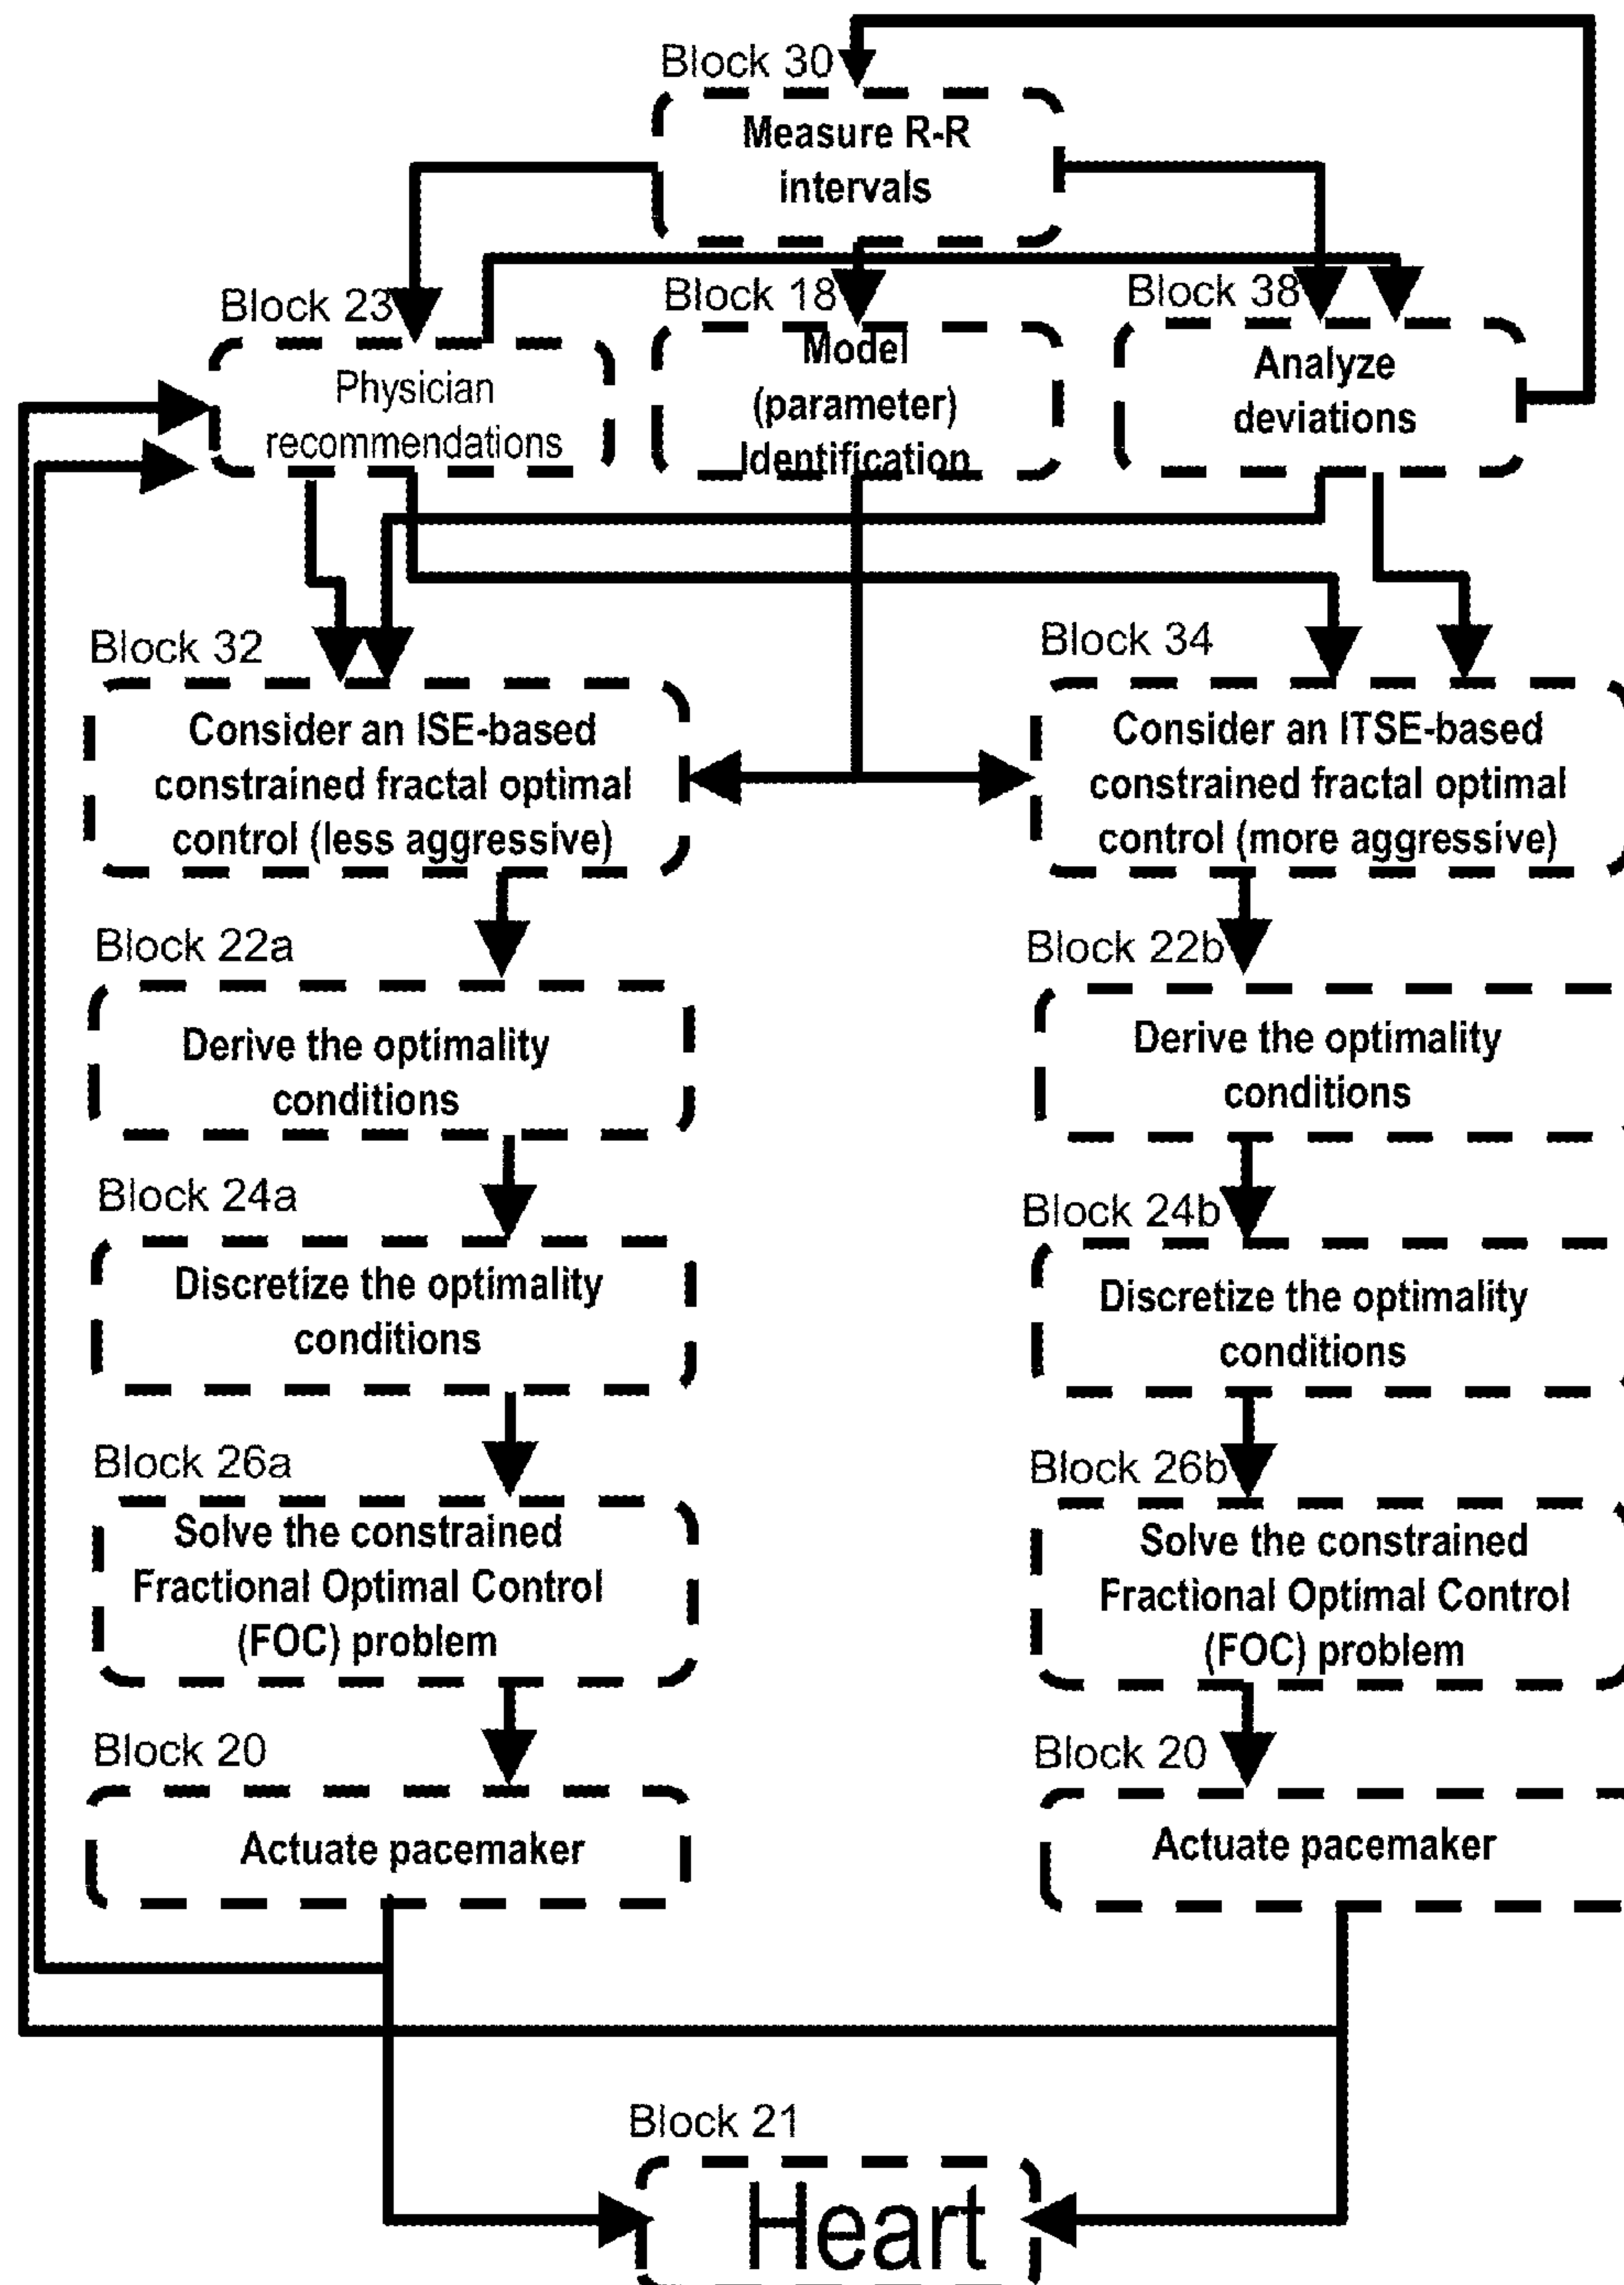 Block 30
Measure R-R
intervals
Block 23
Physician
recommendations
Block 18
Model
(parameter)
Identification
Block 38
Analyze
deviations
Block 32
Consider an ISE-based
constrained fractal optimal
control (less aggressive)
Block 34
Consider an ITSE-based
constrained fractal optimal
control (more aggressive)
Block 22a
Derive the optimality
conditions
Block 22b
Derive the optimality
conditions
Block 24a
Discretize the optimality
conditions
Block 24b
Discretize the optimality
conditions
Block 26a
Solve the constrained
Fractional Optimal Control
(FOC) problem
Block 26b
Solve the constrained
Fractional Optimal Control
(FOC) problem
Block 20
Actuate pacemaker
Block 20
Actuate pacemaker
Block 21
Heart